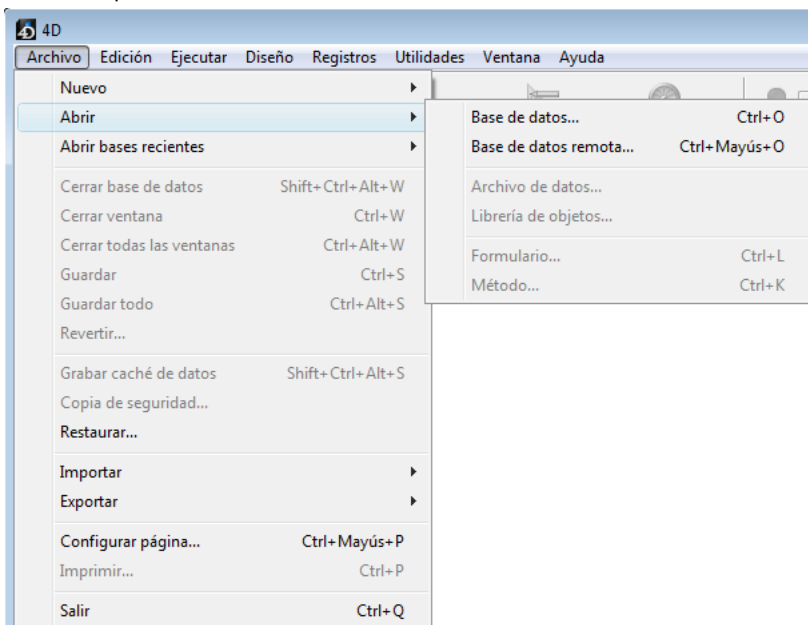 4D
Archivo Edición Ejecutar Diseño Registros Utilidades Ventana Ayuda
Nuevo
Abrir
Abrir bases recientes
Cerrar base de datos Shift+Ctrl+Alt+W
Cerrar ventana Ctrl+W
Cerrar todas las ventanas Ctrl+Alt+W
Guardar Ctrl+S
Guardar todo Ctrl+Alt+S
Revertir...
Grabar caché de datos Shift+Ctrl+Alt+S
Copia de seguridad...
Restaurar...
Importar
Exportar
Configurar página... Ctrl+Mayús+P
Imprimir... Ctrl+P
Salir Ctrl+Q
Base de datos... Ctrl+O
Base de datos remota... Ctrl+Mayús+O
Archivo de datos...
Librería de objetos...
Formulario... Ctrl+L
Método... Ctrl+K